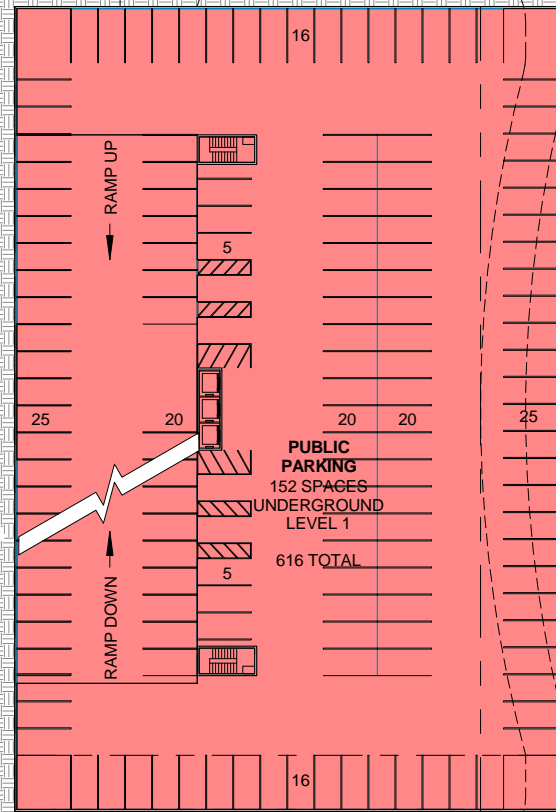 16
RAMP UP
5
25
20
20
20
25
PUBLIC
PARKING
152 SPACES
UNDERGROUND
LEVEL 1
616 TOTAL
5
RAMP DOWN
16